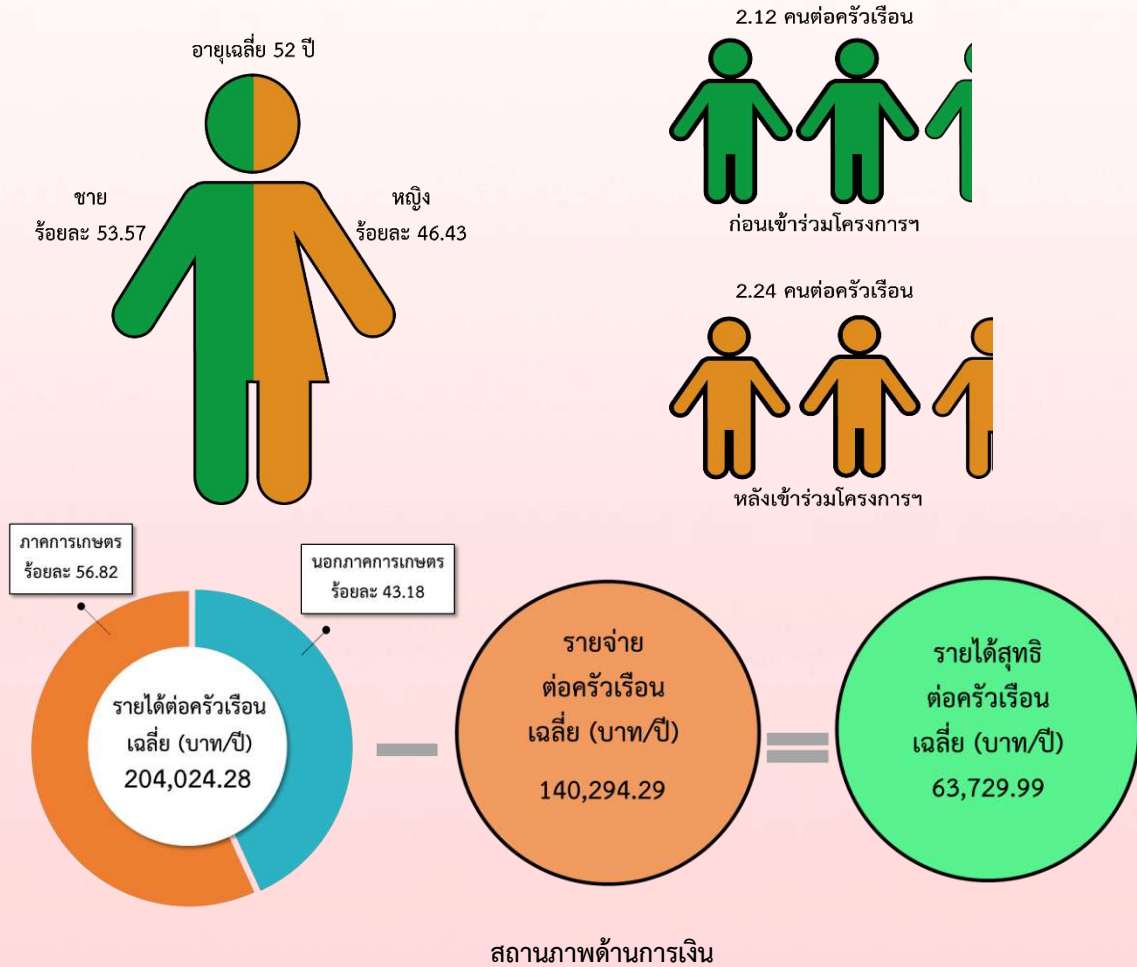 อายุเฉลี่ย 52 ปี
ชาย
ร้อยละ 53.57
หญิง
ร้อยละ 46.43
2.12 คนต่อครัวเรือน
ก่อนเข้าร่วมโครงการฯ
2.24 คนต่อครัวเรือน
หลังเข้าร่วมโครงการฯ
ภาคการเกษตร
ร้อยละ 56.82
นอกภาคการเกษตร
ร้อยละ 43.18
รายได้ต่อครัวเรือน
เฉลี่ย (บาท/ปี)
204,024.28
รายจ่าย
ต่อครัวเรือน
เฉลี่ย (บาท/ปี)
140,294.29
รายได้สุทธิ
ต่อครัวเรือน
เฉลี่ย (บาท/ปี)
63,729.99
สถานภาพด้านการเงิน